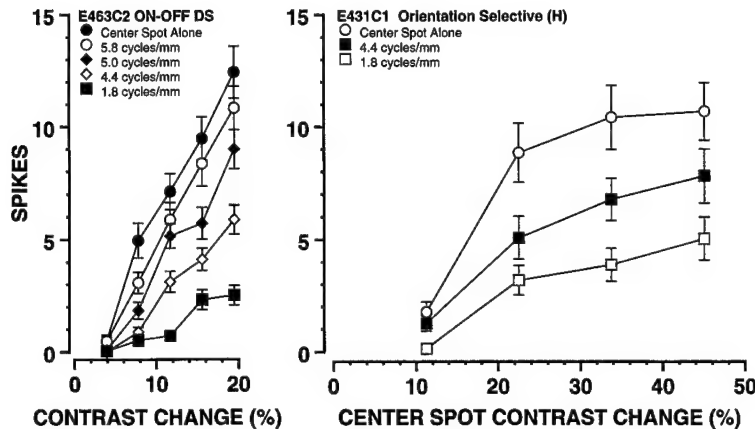 E463C2 ON-OFF DS
Center Spot Alone
5.8 cycles/mm
5.0 cycles/mm
4.4 cycles/mm
1.8 cycles/mm
SPIKES
15
10
5
0
0
10
20
CONTRAST CHANGE (%)
E431C1 Orientation Selective (H)
Center Spot Alone
4.4 cycles/mm
1.8 cycles/mm
15
10
5
0
0
10
20
30
40
50
CENTER SPOT CONTRAST CHANGE (%)